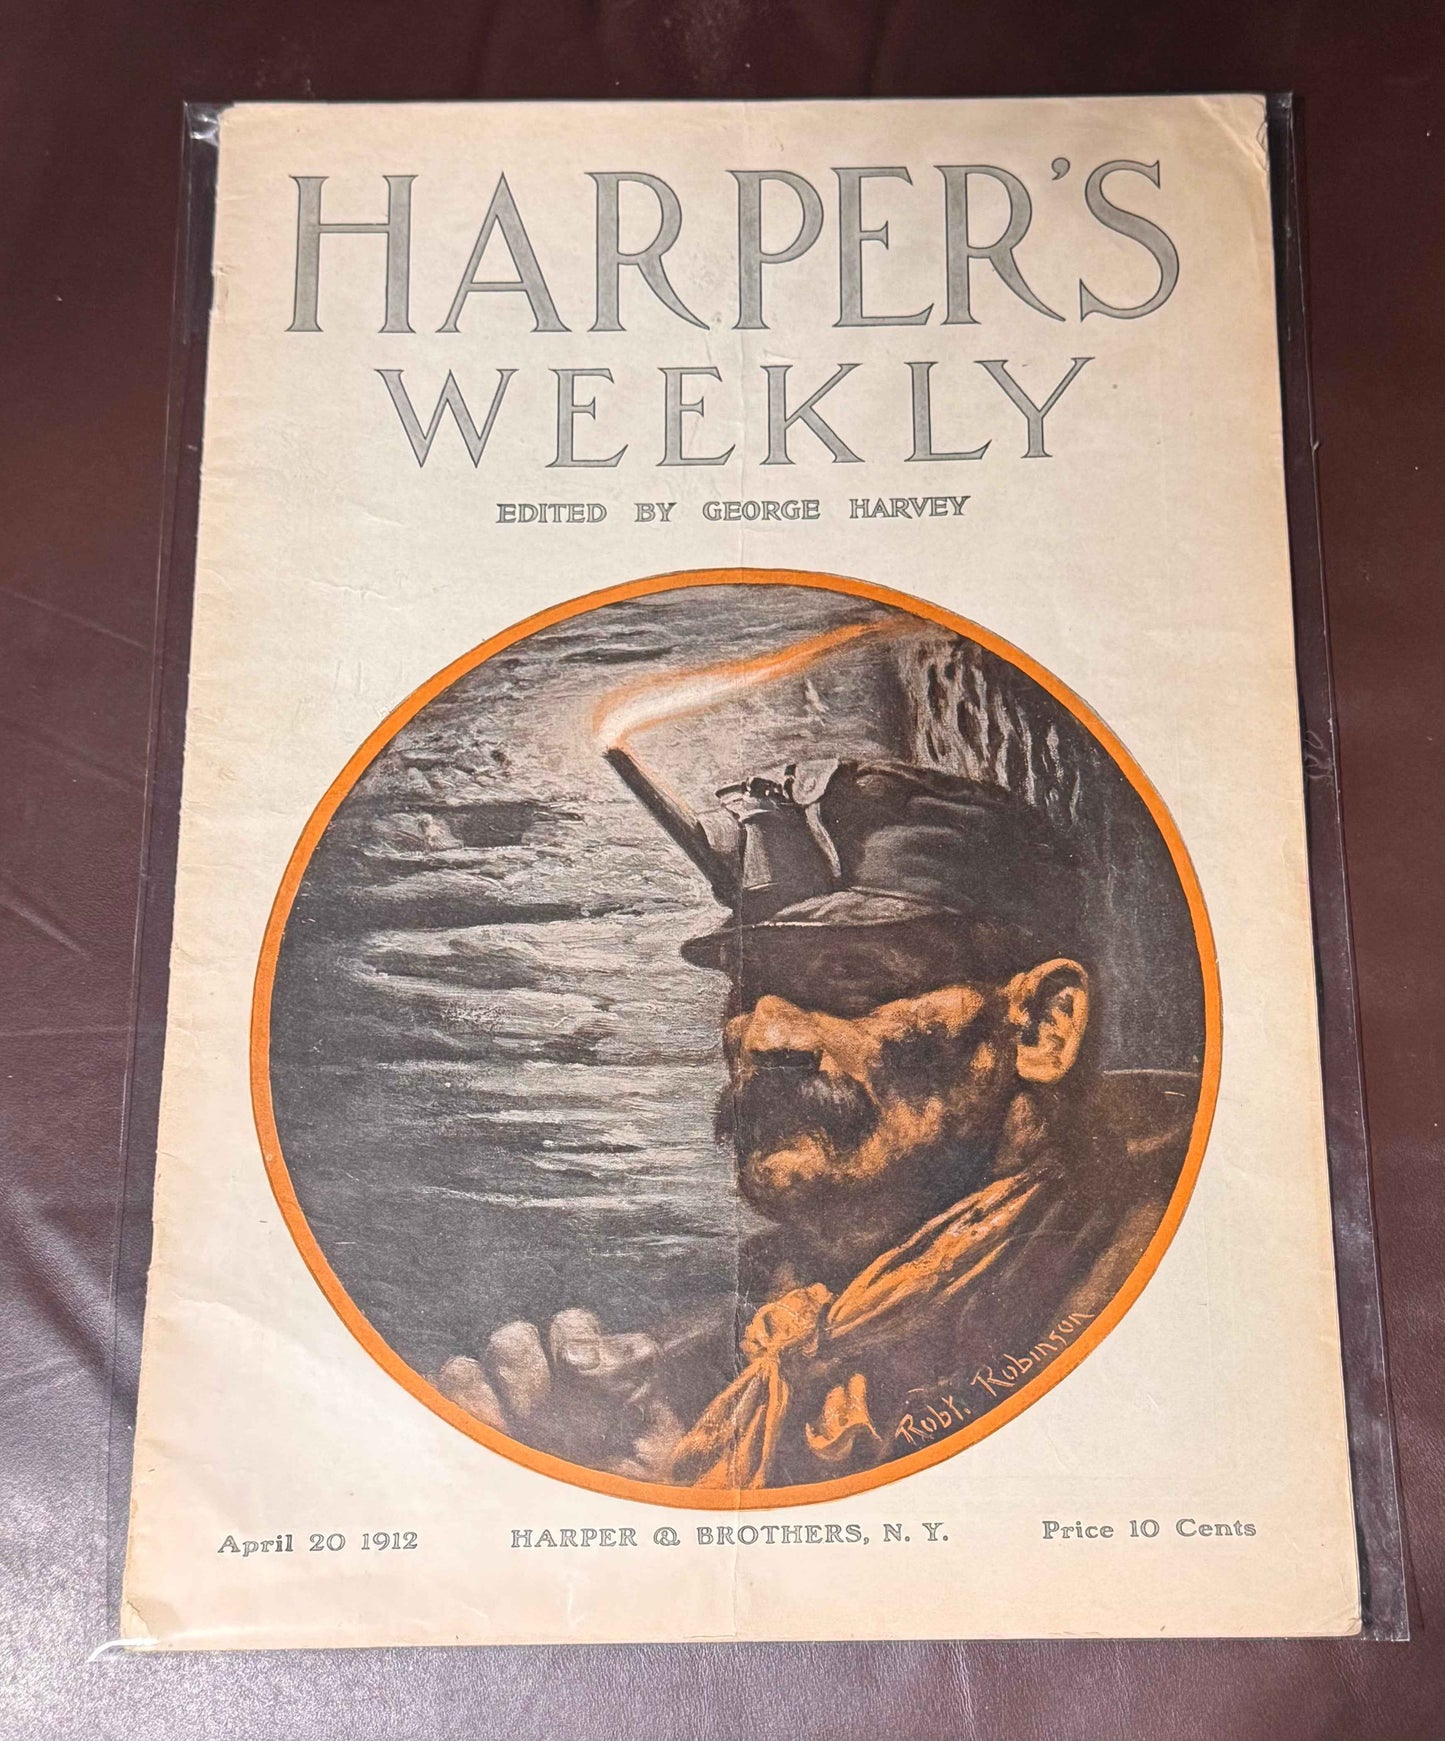 HARPER'S
WEEKLY
EDITED BY GEORGE HARVEY
Robt. Robinson
April 20 1912 HARPER & BROTHERS, N. Y. Price 10 Cents